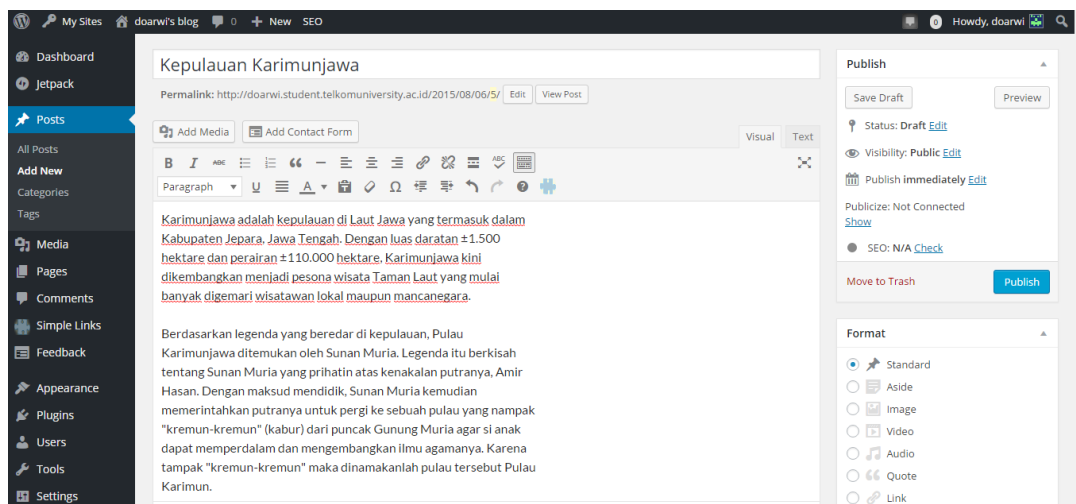 My Sites doarwi's blog 0 + New SEO 0 Howdy, doarwi
Dashboard
Jetpack
Posts
All Posts
Add New
Categories
Tags
Media
Pages
Comments
Simple Links
Feedback
Appearance
Plugins
Users
Tools
Settings
Kepulauan Karimunjawa
Permalink: http://doarwi.student.telkomuniversity.ac.id/2015/08/06/5/ Edit View Post
Add Media Add Contact Form Visual Text
B I ABC ABC
Paragraph U A Ω
Karimunjawa adalah kepulauan di Laut Jawa yang termasuk dalam
Kabupaten Jepara, Jawa Tengah. Dengan luas daratan ±1.500
hektare dan perairan ±110.000 hektare, Karimunjawa kini
dikembangkan menjadi pesona wisata Taman Laut yang mulai
banyak digemari wisatawan lokal maupun mancanegara.
Berdasarkan legenda yang beredar di kepulauan, Pulau
Karimunjawa ditemukan oleh Sunan Muria. Legenda itu berkisah
tentang Sunan Muria yang prihatin atas kenakalan putranya, Amir
Hasan. Dengan maksud mendidik, Sunan Muria kemudian
memerintahkan putranya untuk pergi ke sebuah pulau yang nampak
"kremun-kremun" (kabur) dari puncak Gunung Muria agar si anak
dapat memperdalam dan mengembangkan ilmu agamanya. Karena
tampak "kremun-kremun" maka dinamakanlah pulau tersebut Pulau
Karimun.
Publish
Save Draft Preview
Status: Draft Edit
Visibility: Public Edit
Publish immediately Edit
Publicize: Not Connected
Show
SEO: N/A Check
Move to Trash Publish
Format
Standard
Aside
Image
Video
Audio
Quote
Link